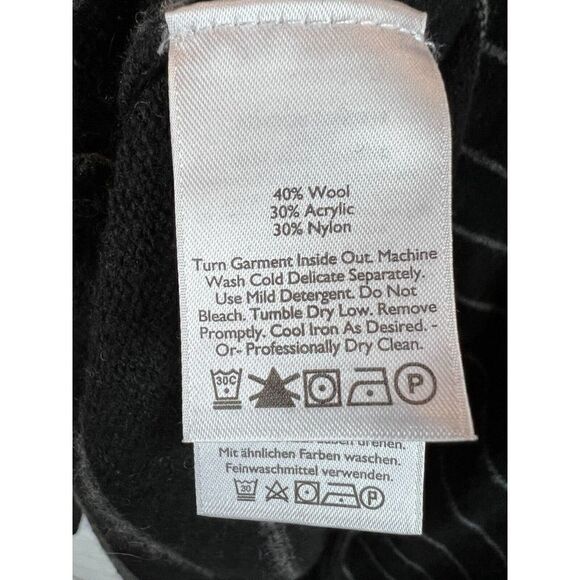 40% Wool
30% Acrylic
30% Nylon
Turn Garment Inside Out. Machine
Wash Cold Delicate Separately.
Use Mild Detergent. Do Not
Bleach. Tumble Dry Low. Remove
Promptly. Cool Iron As Desired. -
Or- Professionally Dry Clean.
30C P
drehen.
Mit ähnlichen Farben waschen.
Feinwaschmittel verwenden.
30 P